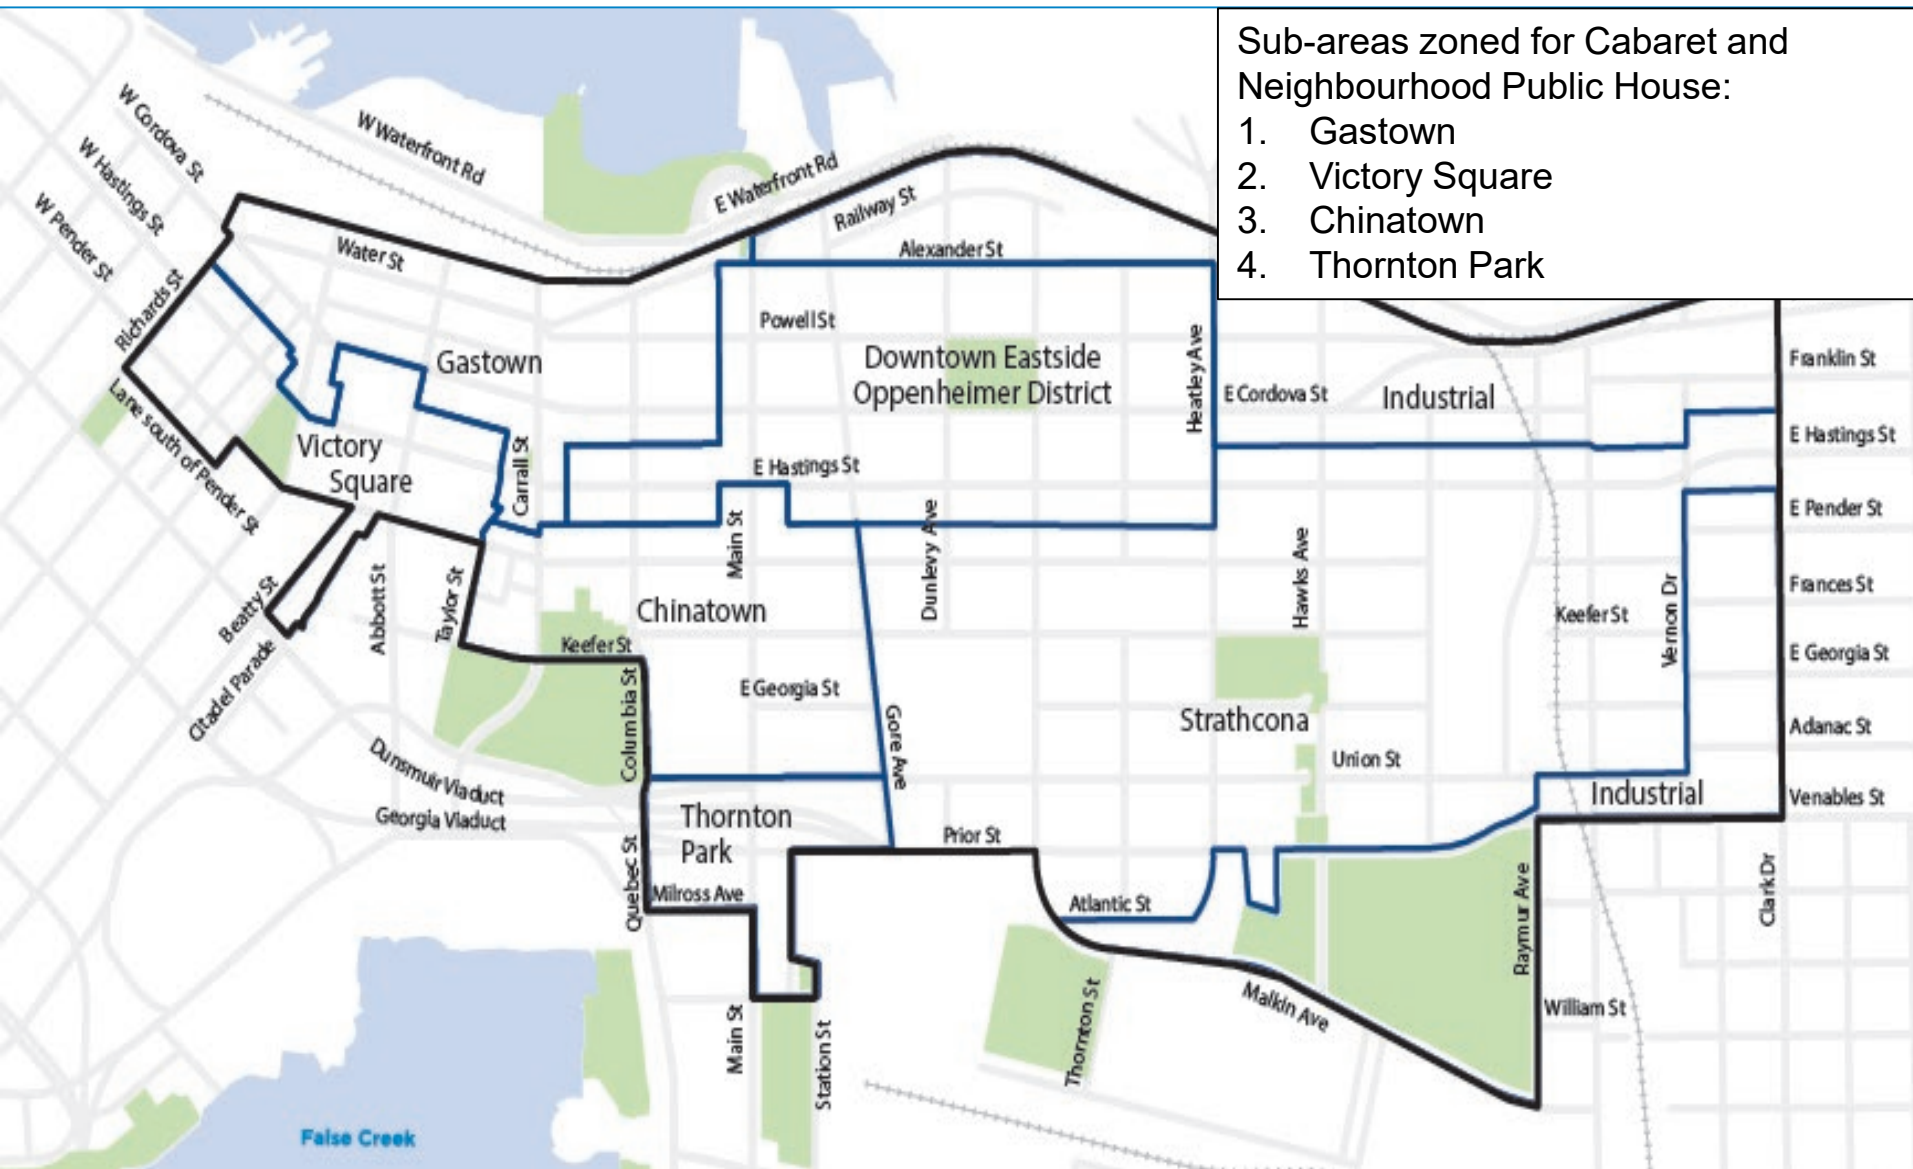 Sub-areas zoned for Cabaret and
Neighbourhood Public House:
1. Gastown
2. Victory Square
3. Chinatown
4. Thornton Park
W Cordova St
W Hastings St
W Pender St
W Waterfront Rd
E Waterfront Rd
Railway St
Water St
Alexander St
Richards St
Powell St
Gastown
Downtown Eastside
Oppenheimer District
Heatley Ave
E Cordova St
Industrial
Franklin St
Lane south of Pender St
Victory
Square
Carrall St
E Hastings St
E Hastings St
Main St
Dunlevy Ave
Hawks Ave
E Pender St
Beatty St
Abbott St
Taylor St
Chinatown
Keefer St
Keefer St
Vernon Dr
Frances St
Citadel Parade
Columbia St
E Georgia St
Gore Ave
Strathcona
E Georgia St
Adanac St
Dunsmuir Viaduct
Georgia Viaduct
Union St
Industrial
Venables St
Thornton
Park
Prior St
Quebec St
Milross Ave
Atlantic St
Raymur Ave
Clark Dr
Main St
Station St
Thornton St
Malkin Ave
William St
False Creek